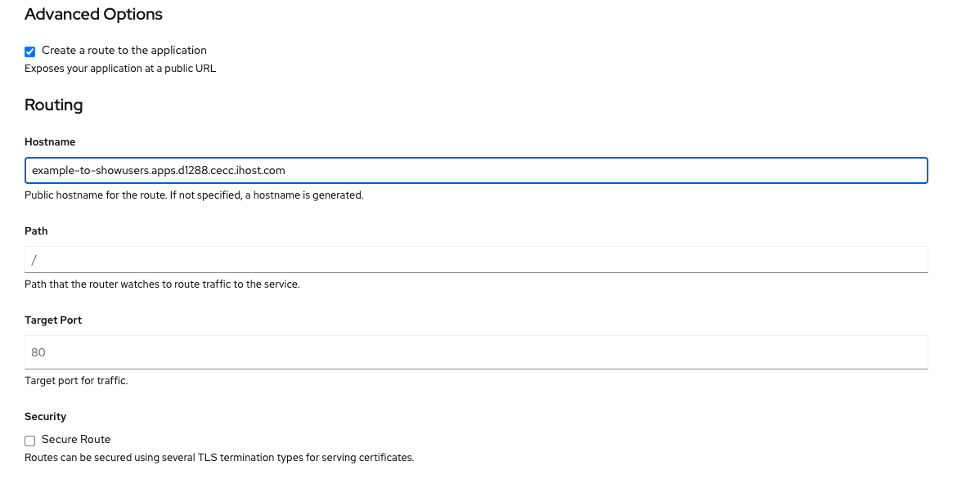 Advanced Options
Create a route to the application
Exposes your application at a public URL
Routing
Hostname
example-to-showusers.apps.d1288.cecc.ihost.com
Public hostname for the route. If not specified, a hostname is generated.
Path
/
Path that the router watches to route traffic to the service.
Target Port
80
Target port for traffic.
Security
Secure Route
Routes can be secured using several TLS termination types for serving certificates.